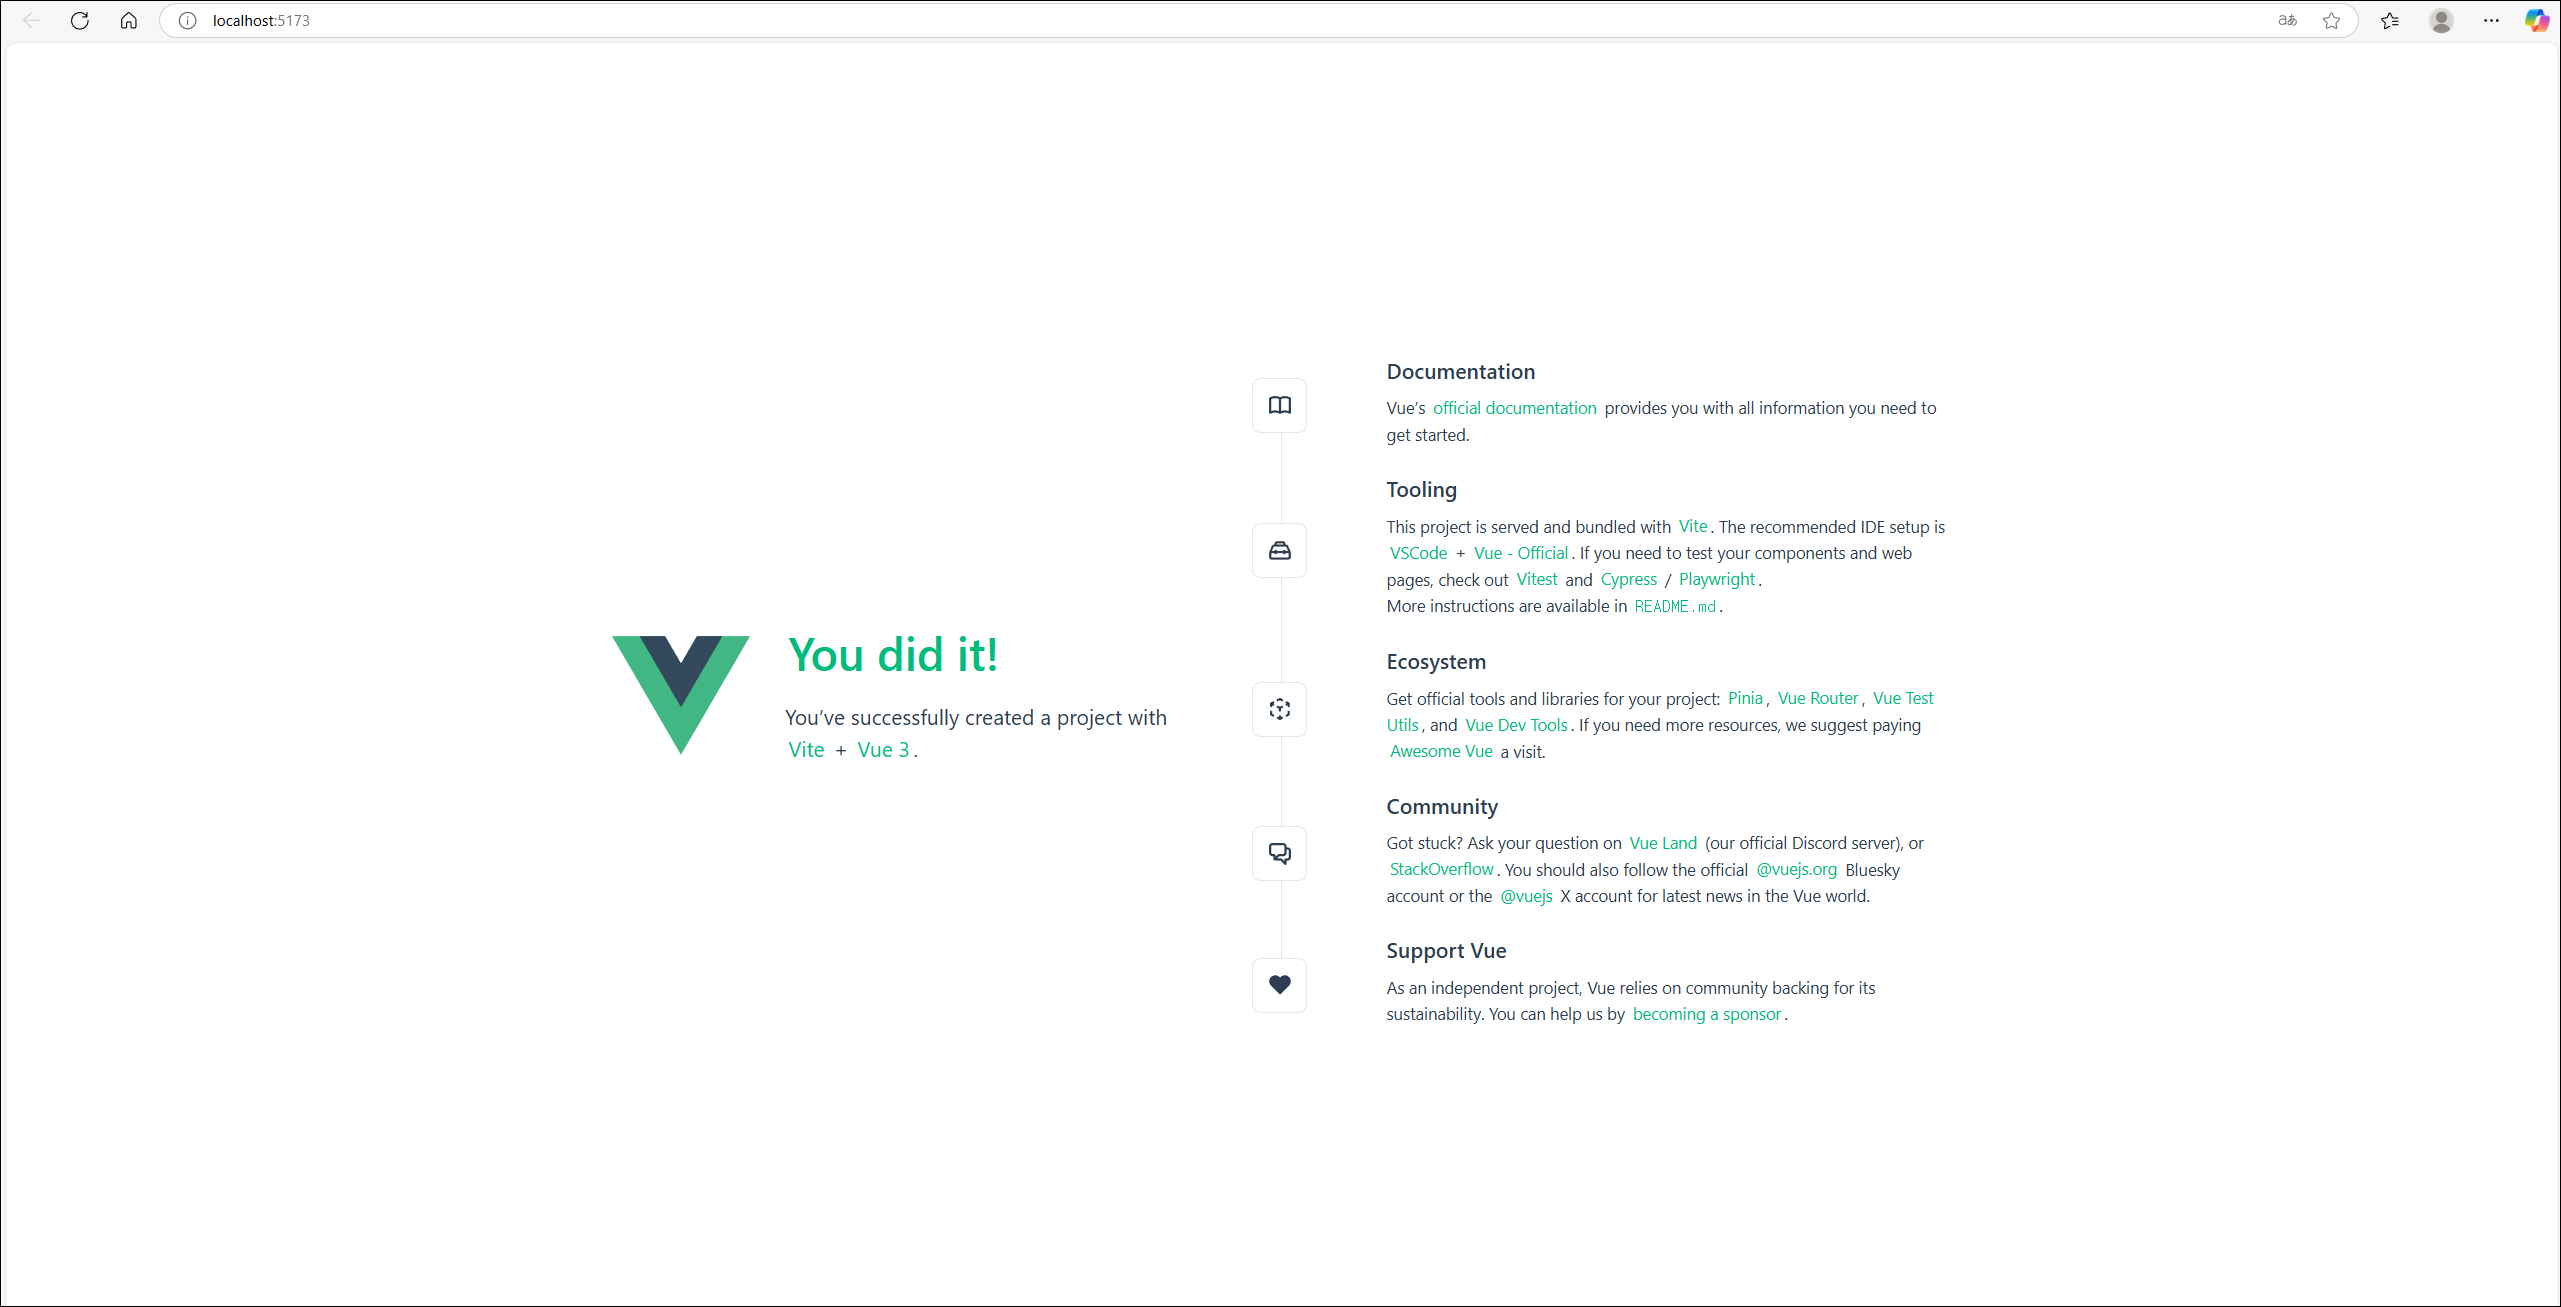 localhost:5173
aあ
You did it!
You’ve successfully created a project with
Vite + Vue 3.
Documentation
Vue’s official documentation provides you with all information you need to
get started.
Tooling
This project is served and bundled with Vite. The recommended IDE setup is
VSCode + Vue - Official. If you need to test your components and web
pages, check out Vitest and Cypress / Playwright.
More instructions are available in README.md.
Ecosystem
Get official tools and libraries for your project: Pinia, Vue Router, Vue Test
Utils, and Vue Dev Tools. If you need more resources, we suggest paying
Awesome Vue a visit.
Community
Got stuck? Ask your question on Vue Land (our official Discord server), or
StackOverflow. You should also follow the official @vuejs.org Bluesky
account or the @vuejs X account for latest news in the Vue world.
Support Vue
As an independent project, Vue relies on community backing for its
sustainability. You can help us by becoming a sponsor.